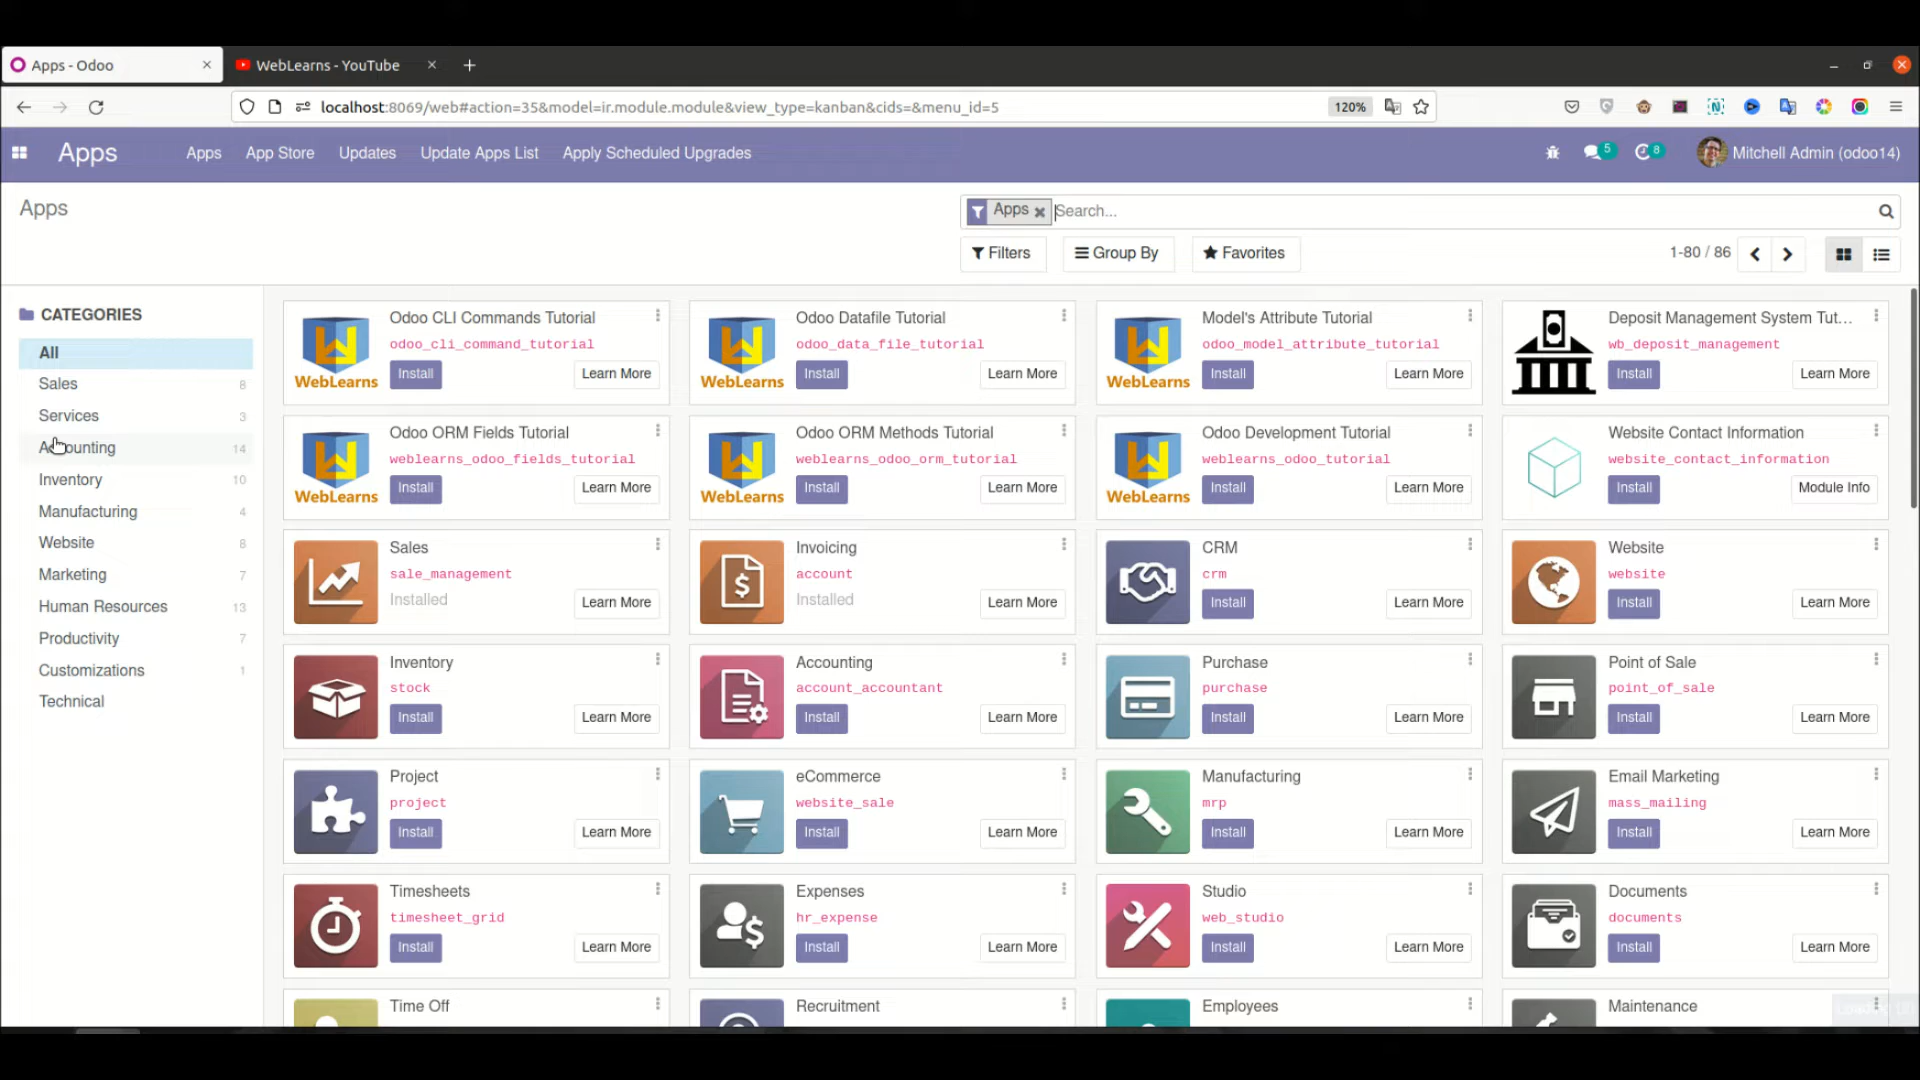 Apps - Odoo
WebLearns - YouTube
localhost:8069/web#action=35&model=ir.module.module&view_type=kanban&cids=&menu_id=5
120%
Apps
Apps
App Store
Updates
Update Apps List
Apply Scheduled Upgrades
5
8
Mitchell Admin (odoo14)
Apps
Apps
Search...
Filters
Group By
Favorites
1-80 / 86
CATEGORIES
All
Sales 8
Services 3
Accounting 14
Inventory 10
Manufacturing 4
Website 8
Marketing 7
Human Resources 13
Productivity 7
Customizations 1
Technical
WebLearns
Odoo CLI Commands Tutorial
odoo_cli_command_tutorial
Install Learn More
WebLearns
Odoo Datafile Tutorial
odoo_data_file_tutorial
Install Learn More
WebLearns
Model's Attribute Tutorial
odoo_model_attribute_tutorial
Install Learn More
Deposit Management System Tut...
wb_deposit_management
Install Learn More
WebLearns
Odoo ORM Fields Tutorial
weblearns_odoo_fields_tutorial
Install Learn More
WebLearns
Odoo ORM Methods Tutorial
weblearns_odoo_orm_tutorial
Install Learn More
WebLearns
Odoo Development Tutorial
weblearns_odoo_tutorial
Install Learn More
Website Contact Information
website_contact_information
Install Module Info
Sales
sale_management
Installed Learn More
Invoicing
account
Installed Learn More
CRM
crm
Install Learn More
Website
website
Install Learn More
Inventory
stock
Install Learn More
Accounting
account_accountant
Install Learn More
Purchase
purchase
Install Learn More
Point of Sale
point_of_sale
Install Learn More
Project
project
Install Learn More
eCommerce
website_sale
Install Learn More
Manufacturing
mrp
Install Learn More
Email Marketing
mass_mailing
Install Learn More
Timesheets
timesheet_grid
Install Learn More
Expenses
hr_expense
Install Learn More
Studio
web_studio
Install Learn More
Documents
documents
Install Learn More
Time Off
Recruitment
Employees
Maintenance